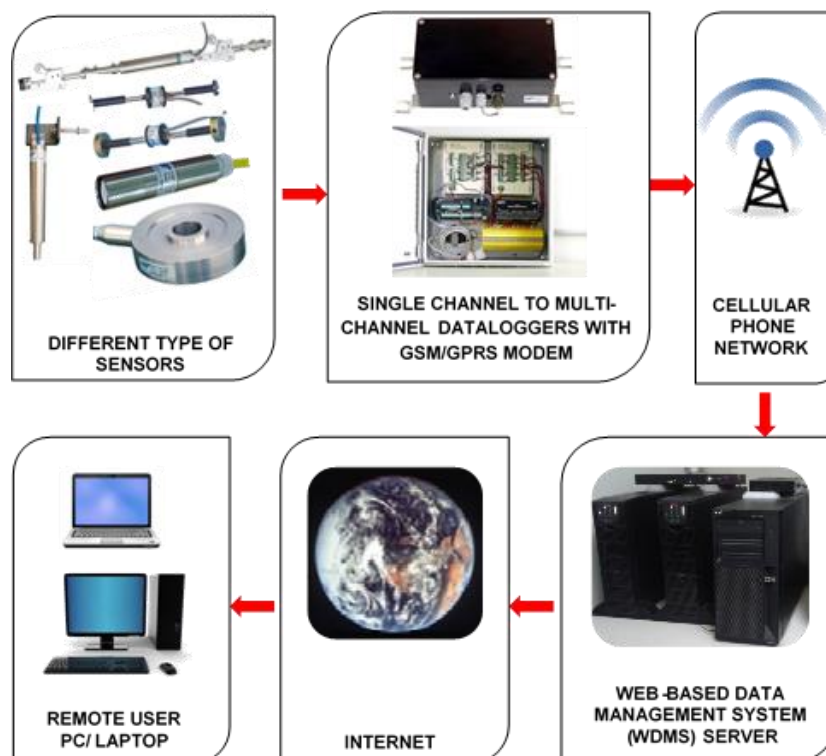 DIFFERENT TYPE OF
SENSORS
SINGLE CHANNEL TO MULTI-
CHANNEL DATALOGGERS WITH
GSM/GPRS MODEM
CELLULAR
PHONE
NETWORK
WEB-BASED DATA
MANAGEMENT SYSTEM
(WDMS) SERVER
INTERNET
REMOTE USER
PC/ LAPTOP